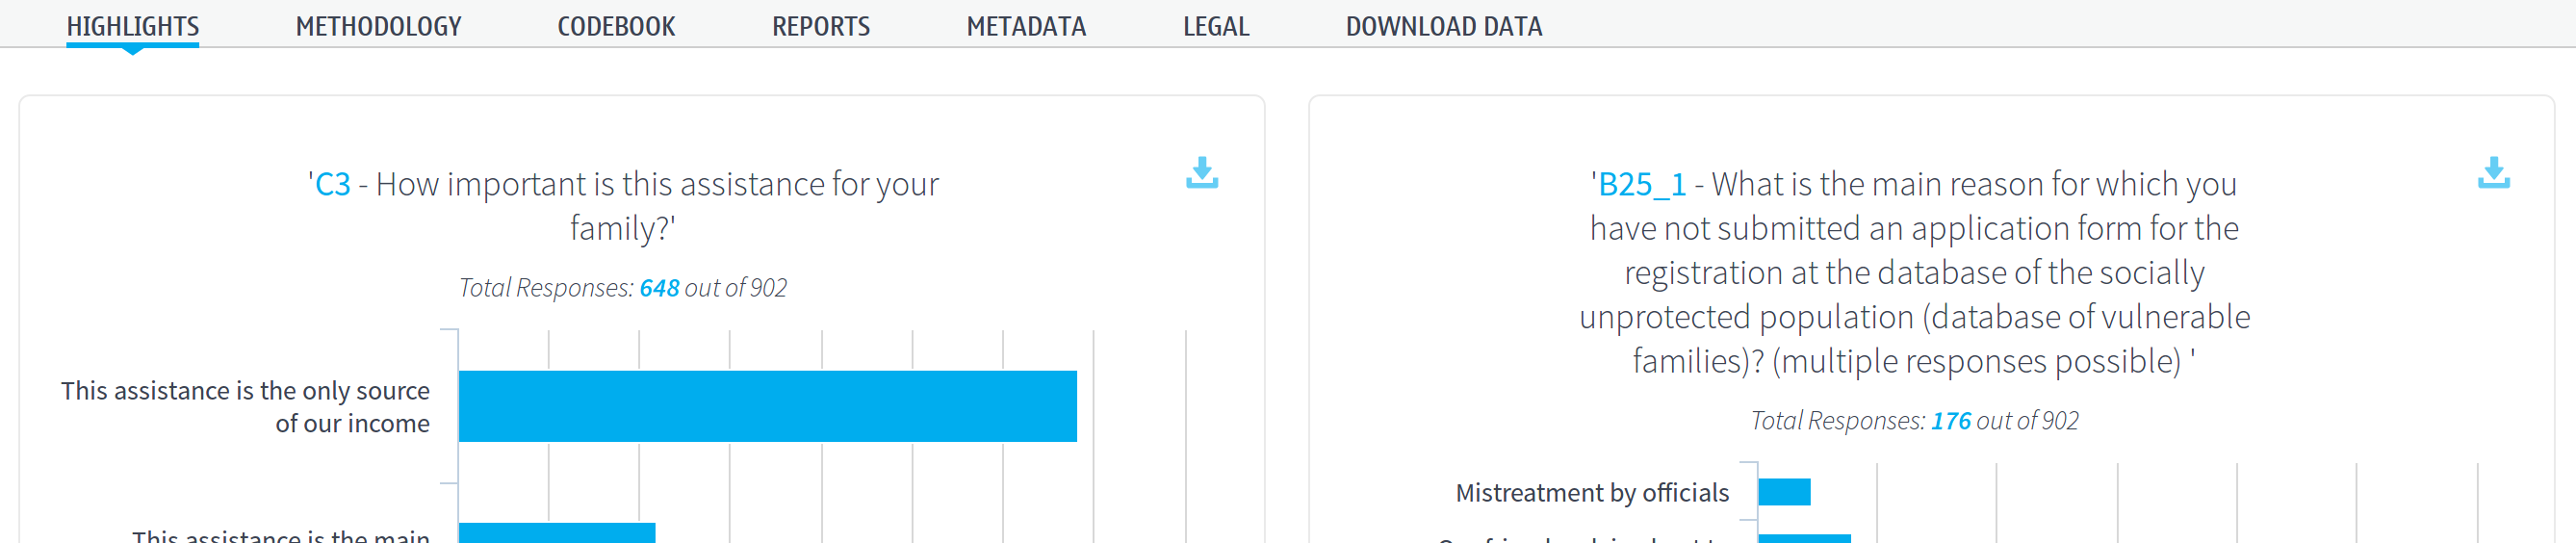 HIGHLIGHTS METHODOLOGY CODEBOOK REPORTS METADATA LEGAL DOWNLOAD DATA
'C3 - How important is this assistance for your
family?'
Total Responses: 648 out of 902
This assistance is the only source
of our income
This assistance is the main
'B25_1 - What is the main reason for which you
have not submitted an application form for the
registration at the database of the socially
unprotected population (database of vulnerable
families)? (multiple responses possible) '
Total Responses: 176 out of 902
Mistreatment by officials